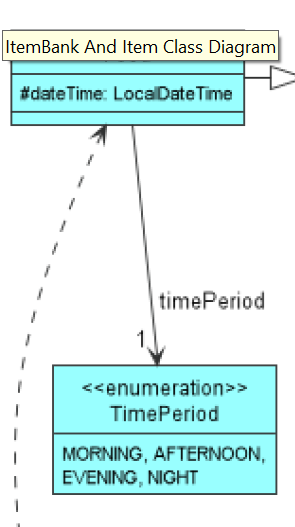 ItemBank And Item Class Diagram
#dateTime: LocalDateTime
timePeriod
1
<<enumeration>>
TimePeriod
MORNING, AFTERNOON,
EVENING, NIGHT